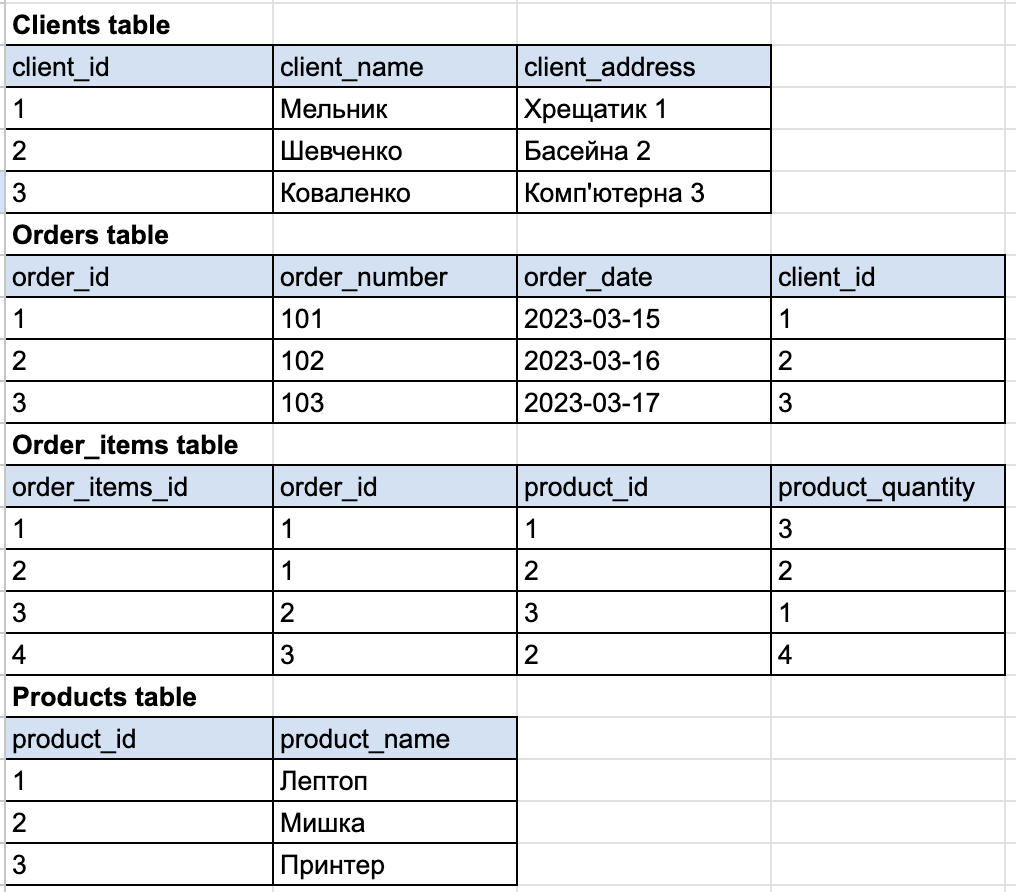 Clients table
client_id client_name client_address
1 Мельник Хрещатик 1
2 Шевченко Басейна 2
3 Коваленко Комп'ютерна 3
Orders table
order_id order_number order_date client_id
1 101 2023-03-15 1
2 102 2023-03-16 2
3 103 2023-03-17 3
Order_items table
order_items_id order_id product_id product_quantity
1 1 1 3
2 1 2 2
3 2 3 1
4 3 2 4
Products table
product_id product_name
1 Лептоп
2 Мишка
3 Принтер